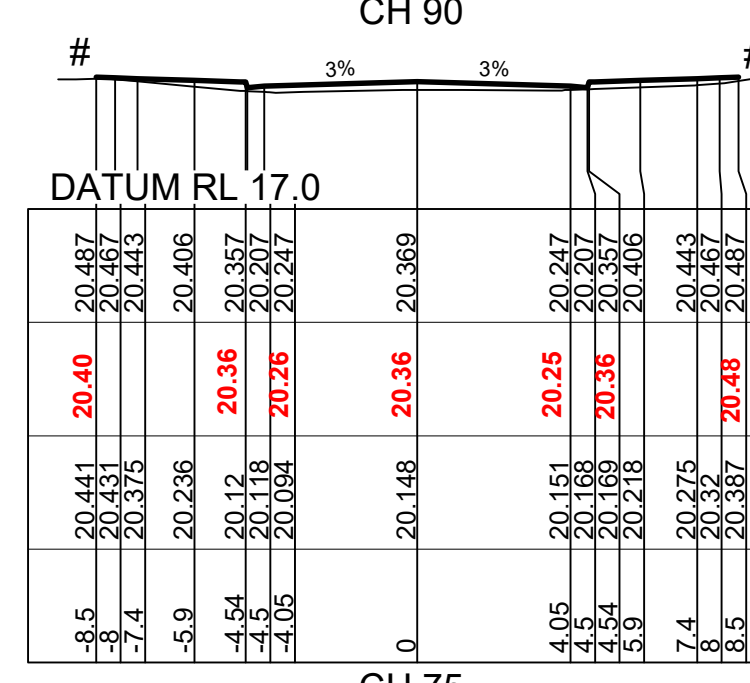 CH 90
# 3% 3% #
DATUM RL 17.0
20.487 20.467 20.443 20.406 20.357 20.207 20.247 20.369 20.247 20.207 20.357 20.406 20.443 20.467 20.487
20.40 20.36 20.26 20.36 20.25 20.36 20.48
20.441 20.431 20.375 20.236 20.12 20.118 20.094 20.148 20.151 20.168 20.169 20.218 20.275 20.32 20.387
-8.5 -8 -7.4 -5.9 -4.54 -4.5 -4.05 0 4.05 4.5 4.54 5.9 7.4 8 8.5
CH 75